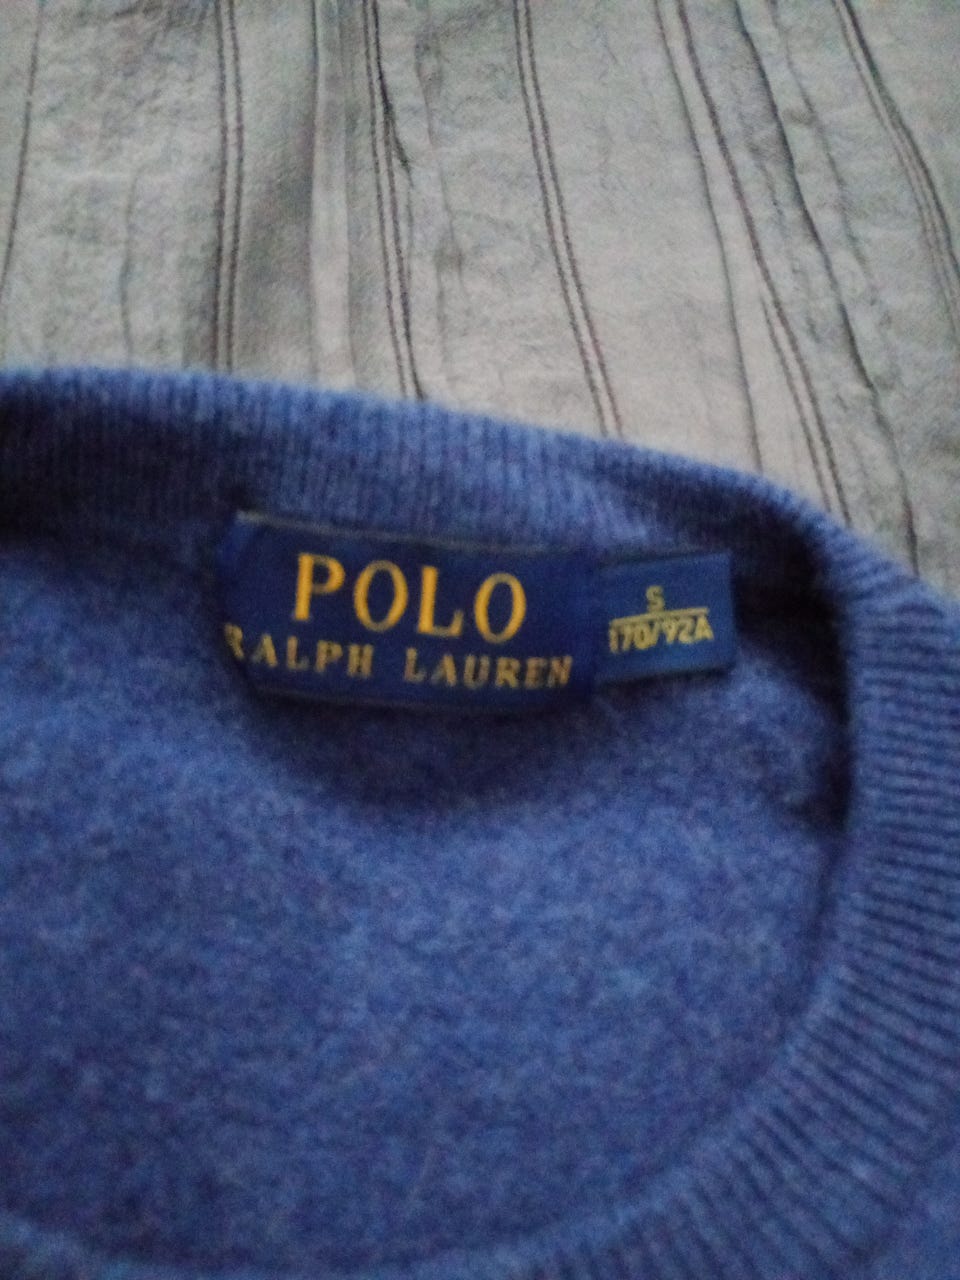 POLO
RALPH LAUREN
S
170/92A